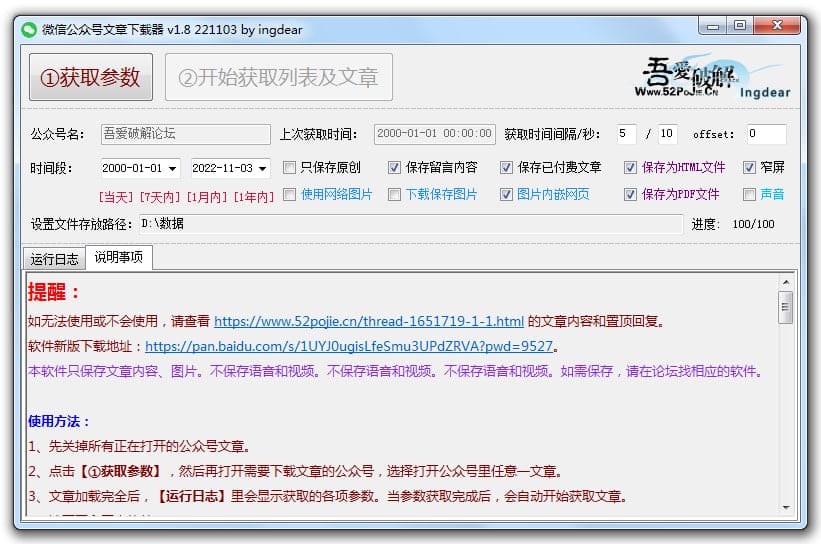 微信公众号文章下载器 v1.8 221103 by ingdear
①获取参数 ②开始获取列表及文章
吾爱破解
Www.52PoJie.CN Ingdear
公众号名: 吾爱破解论坛 上次获取时间: 2000-01-01 00:00:00 获取时间间隔/秒: 5 / 10 offset: 0
时间段: 2000-01-01 2022-11-03 只保存原创 保存留言内容 保存已付费文章 保存为HTML文件 窄屏
[当天] [7天内] [1月内] [1年内] 使用网络图片 下载保存图片 图片内嵌网页 保存为PDF文件 声音
设置文件存放路径: D:\数据 进度: 100/100
运行日志 说明事项
提醒：
如无法使用或不会使用，请查看 https://www.52pojie.cn/thread-1651719-1-1.html 的文章内容和置顶回复。
软件新版下载地址：https://pan.baidu.com/s/1UYJ0ugisLfeSmu3UPdZRVA?pwd=9527。
本软件只保存文章内容、图片。不保存语音和视频。不保存语音和视频。不保存语音和视频。如需保存，请在论坛找相应的软件。
使用方法：
1、先关掉所有正在打开的公众号文章。
2、点击【①获取参数】，然后再打开需要下载文章的公众号，选择打开公众号里任意一文章。
3、文章加载完全后，【运行日志】里会显示获取的各项参数。当参数获取完成后，会自动开始获取文章。